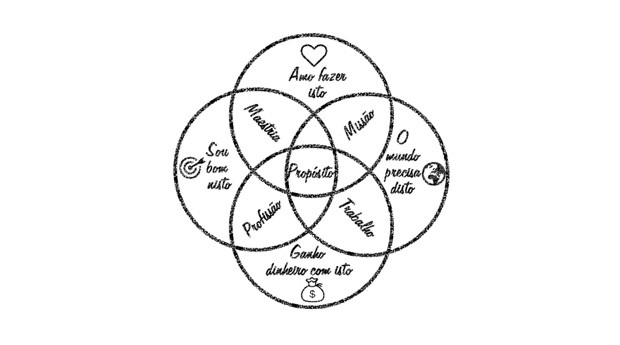 Amo fazer
isto
Maestria
Missão
Sou
bom
nisto
O
mundo
precisa
disto
Propósito
Profissão
Trabalho
Ganho
dinheiro com isto
$